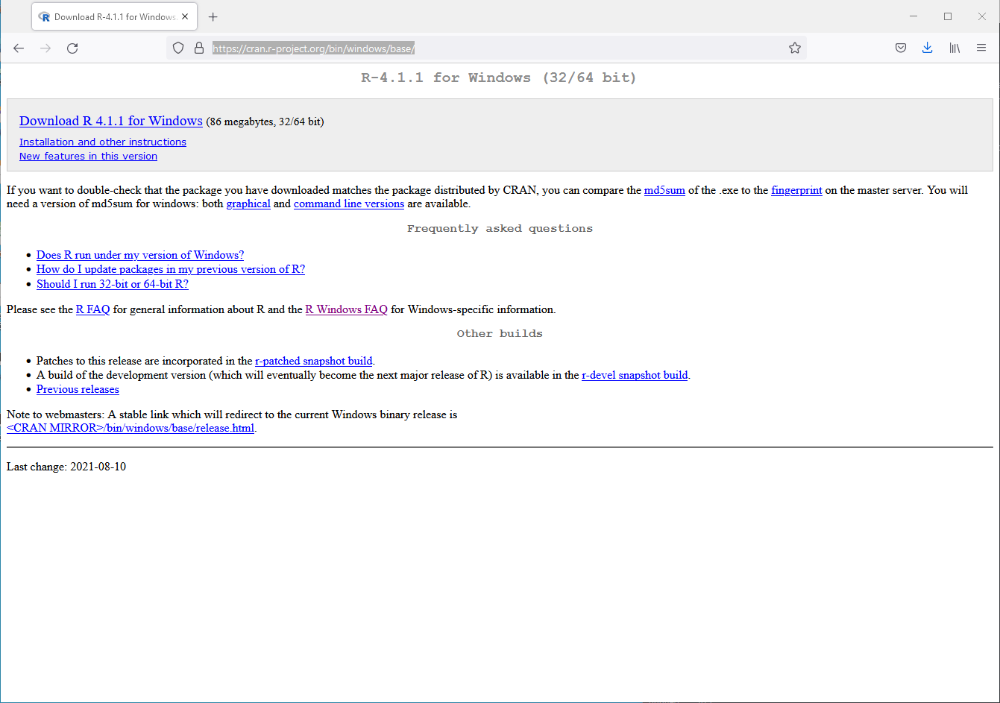 Download R-4.1.1 for Windows.
https://cran.r-project.org/bin/windows/base/
R-4.1.1 for Windows (32/64 bit)
Download R 4.1.1 for Windows (86 megabytes, 32/64 bit)
Installation and other instructions
New features in this version
If you want to double-check that the package you have downloaded matches the package distributed by CRAN, you can compare the md5sum of the .exe to the fingerprint on the master server. You will
need a version of md5sum for windows: both graphical and command line versions are available.
Frequently asked questions
• Does R run under my version of Windows?
• How do I update packages in my previous version of R?
• Should I run 32-bit or 64-bit R?
Please see the R FAQ for general information about R and the R Windows FAQ for Windows-specific information.
Other builds
• Patches to this release are incorporated in the r-patched snapshot build.
• A build of the development version (which will eventually become the next major release of R) is available in the r-devel snapshot build.
• Previous releases
Note to webmasters: A stable link which will redirect to the current Windows binary release is
<CRAN MIRROR>/bin/windows/base/release.html.
Last change: 2021-08-10